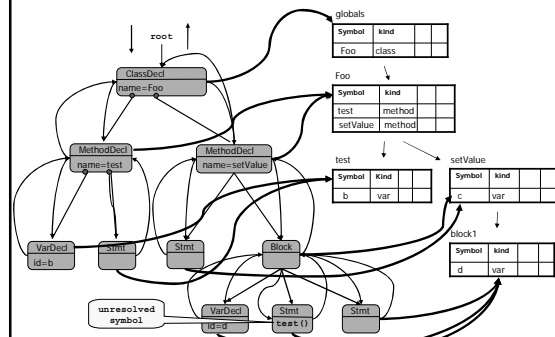 globals
root
Symbol kind
Foo class
ClassDecl
name=Foo
Foo
Symbol kind
test method
setValue method
MethodDecl
name=test
MethodDecl
name=setValue
test
setValue
Symbol Kind
b Var
Symbol kind
c var
VarDecl
id=b
Stmt
Stmt
Block
block1
Symbol kind
d var
unresolved
symbol
VarDecl
id=d
Stmt
test()
Stmt